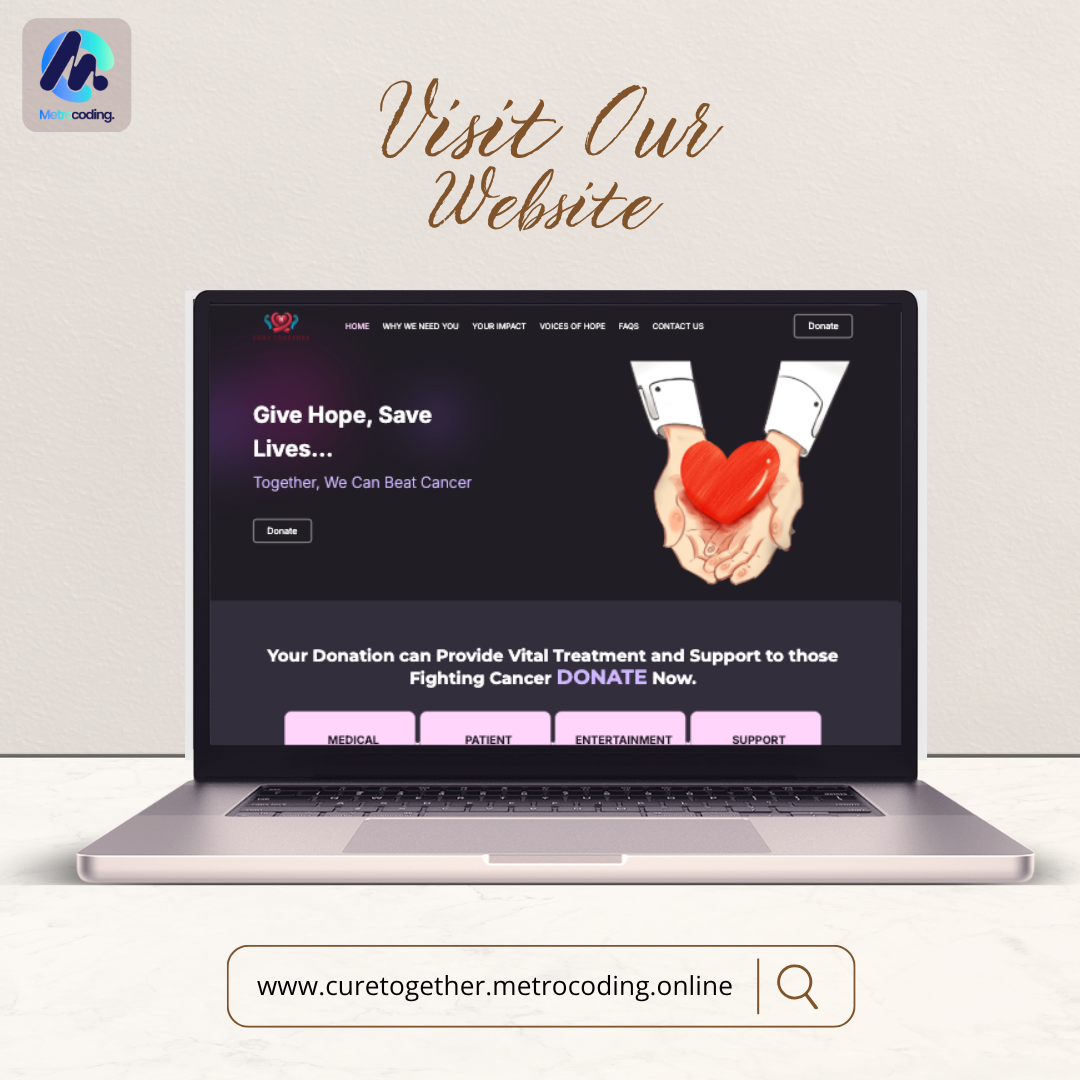 Metrocoding.
Visit Our
Website
HOME WHY WE NEED YOU YOUR IMPACT VOICES OF HOPE FAQS CONTACT US Donate
Give Hope, Save
Lives...
Together, We Can Beat Cancer
Donate
Your Donation can Provide Vital Treatment and Support to those
Fighting Cancer DONATE Now.
MEDICAL PATIENT ENTERTAINMENT SUPPORT
www.curetogether.metrocoding.online